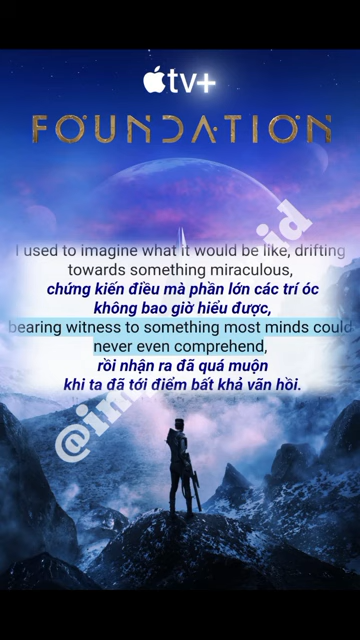 tv+
FOUNDATION
I used to imagine what it would be like, drifting
towards something miraculous,
chứng kiến điều mà phần lớn các trí óc
không bao giờ hiểu được,
bearing witness to something most minds could
never even comprehend,
rồi nhận ra đã quá muộn
khi ta đã tới điểm bất khả vãn hồi.